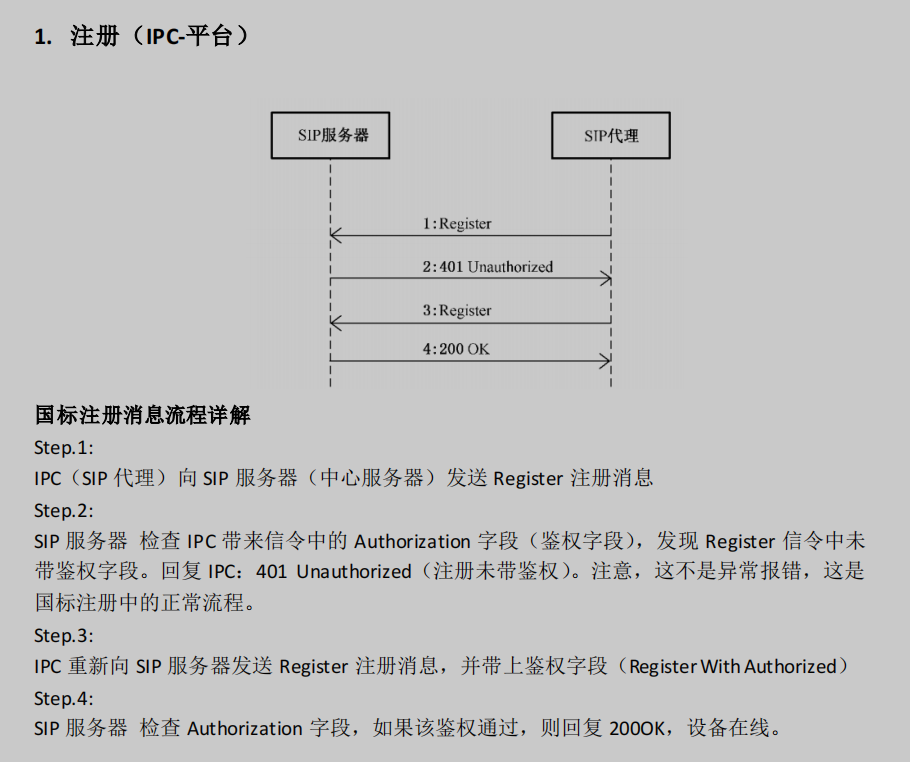 1. 注册（IPC-平台）
SIP服务器
SIP代理
1:Register
2:401 Unauthorized
3:Register
4:200 OK
国标注册消息流程详解
Step.1:
IPC（SIP 代理）向 SIP 服务器（中心服务器）发送 Register 注册消息
Step.2:
SIP 服务器 检查 IPC 带来信令中的 Authorization 字段（鉴权字段），发现 Register 信令中未
带鉴权字段。回复 IPC：401 Unauthorized（注册未带鉴权）。注意，这不是异常报错，这是
国标注册中的正常流程。
Step.3:
IPC 重新向 SIP 服务器发送 Register 注册消息，并带上鉴权字段（Register With Authorized）
Step.4:
SIP 服务器 检查 Authorization 字段，如果该鉴权通过，则回复 200OK，设备在线。